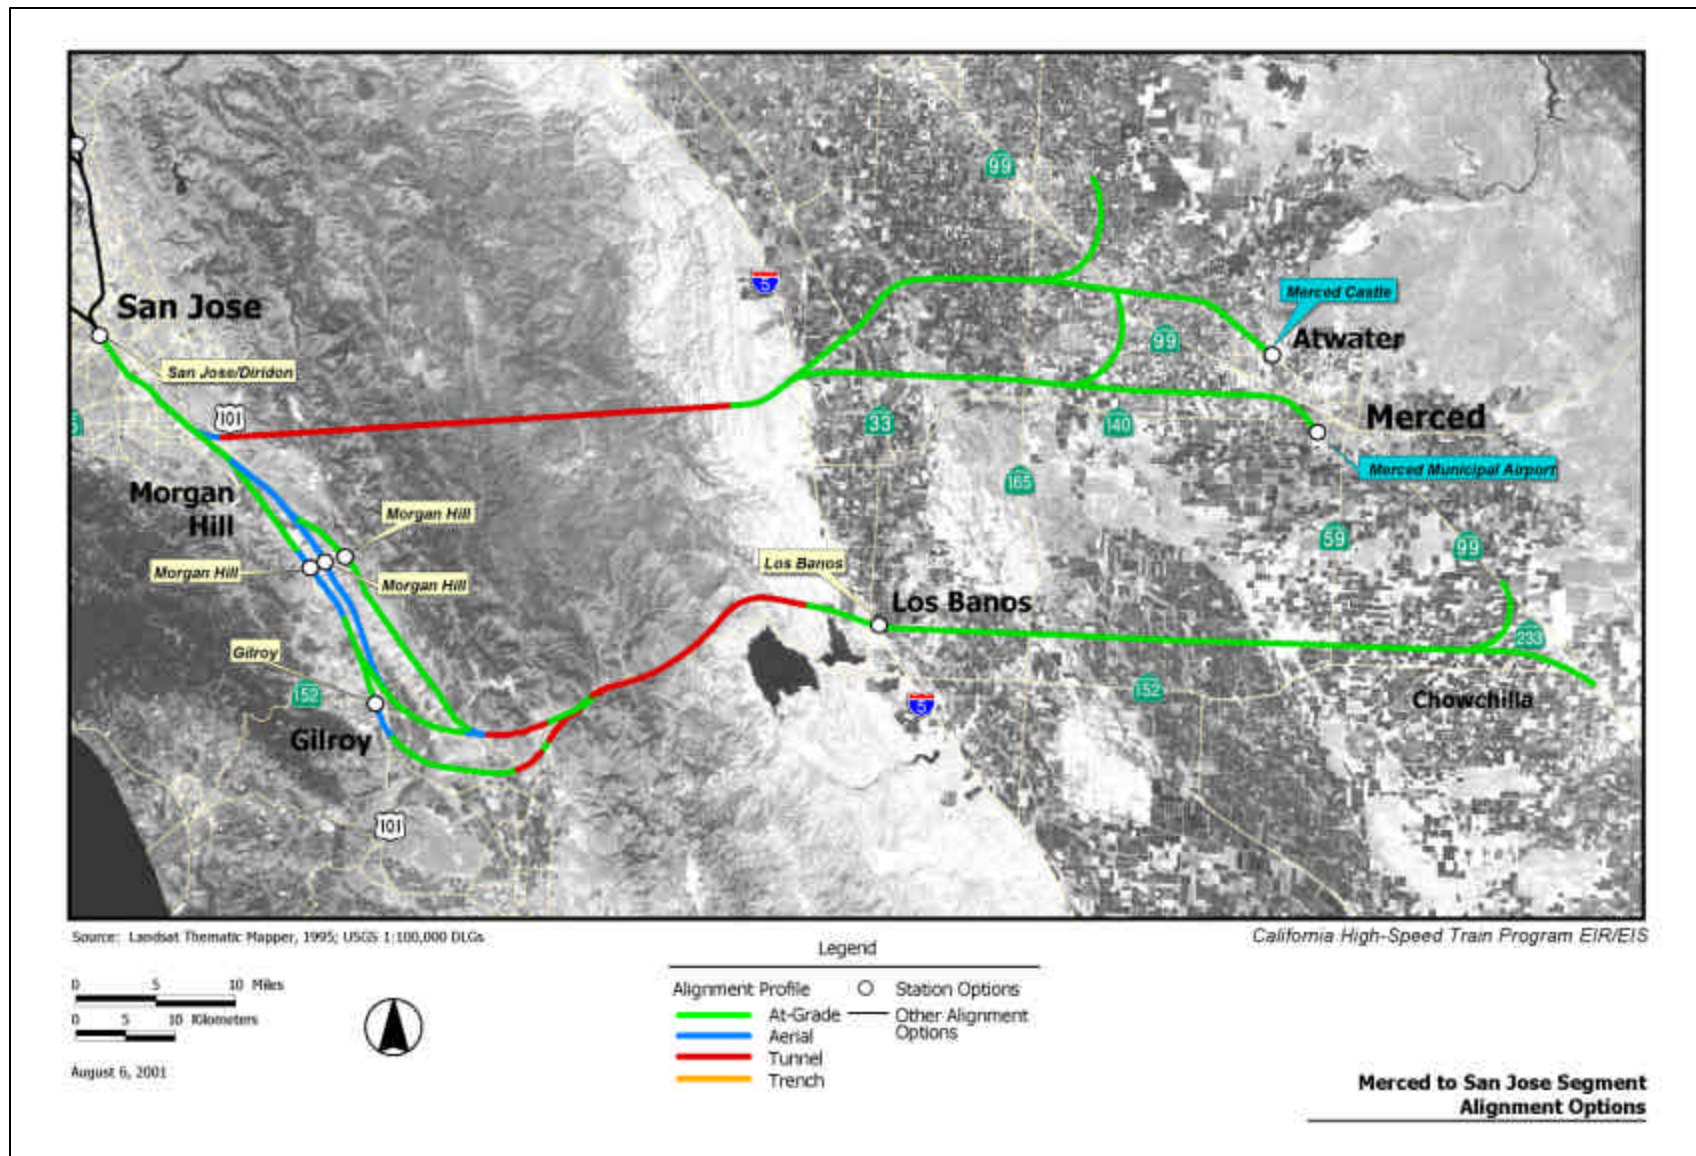 99
5
San Jose
Merced Castle
99
Atwater
San Jose/Diridon
101
33
140
Merced
Merced Municipal Airport
Morgan
Hill
165
Morgan Hill
59
99
Morgan Hill
Morgan Hill
Los Banos
Los Banos
233
Gilroy
152
152
5
Chowchilla
Gilroy
101
Source: Landsat Thematic Mapper, 1995; USGS 1:100,000 DLGs
California High-Speed Train Program EIR/EIS
Legend
0 5 10 Miles
0 5 10 Kilometers
Alignment Profile
Station Options
At-Grade
Other Alignment
Options
Aerial
Tunnel
Trench
August 6, 2001
Merced to San Jose Segment
Alignment Options